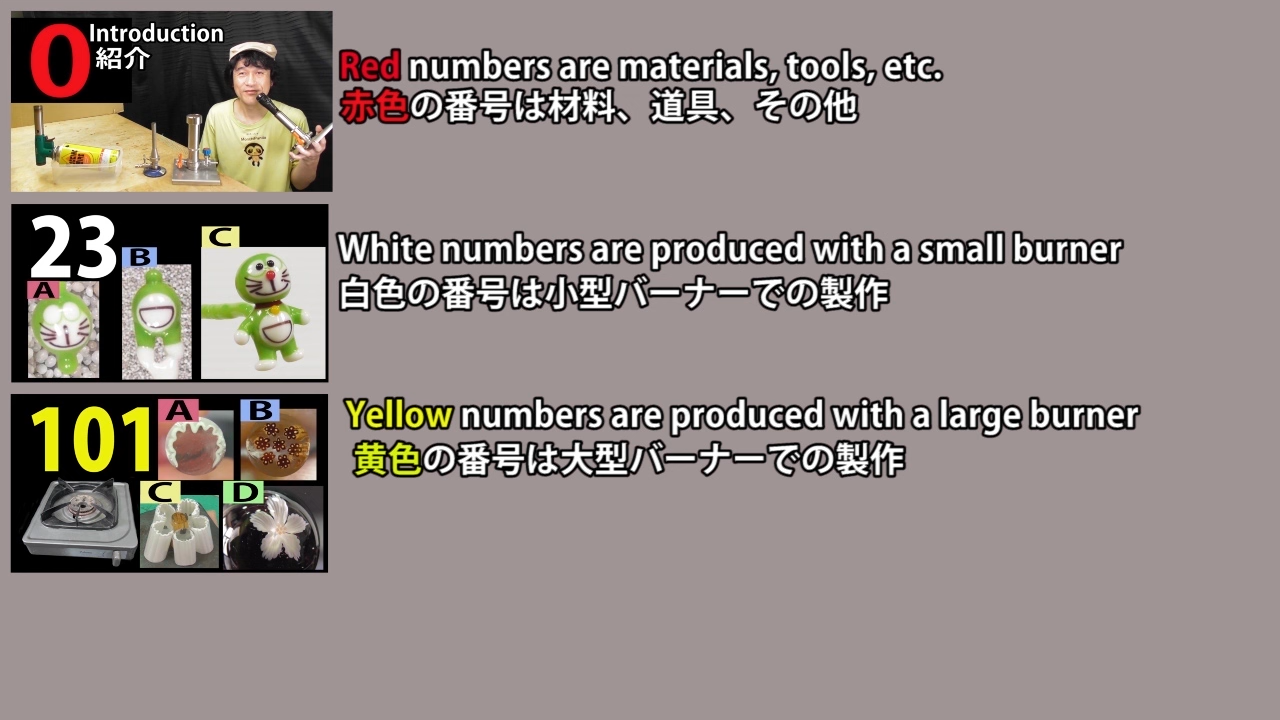 0
Introduction
紹介
Red numbers are materials, tools, etc.
赤色の番号は材料、道具、その他
23
A
B
C
White numbers are produced with a small burner
白色の番号は小型バーナーでの製作
101
A
B
C
D
Yellow numbers are produced with a large burner
黄色の番号は大型バーナーでの製作